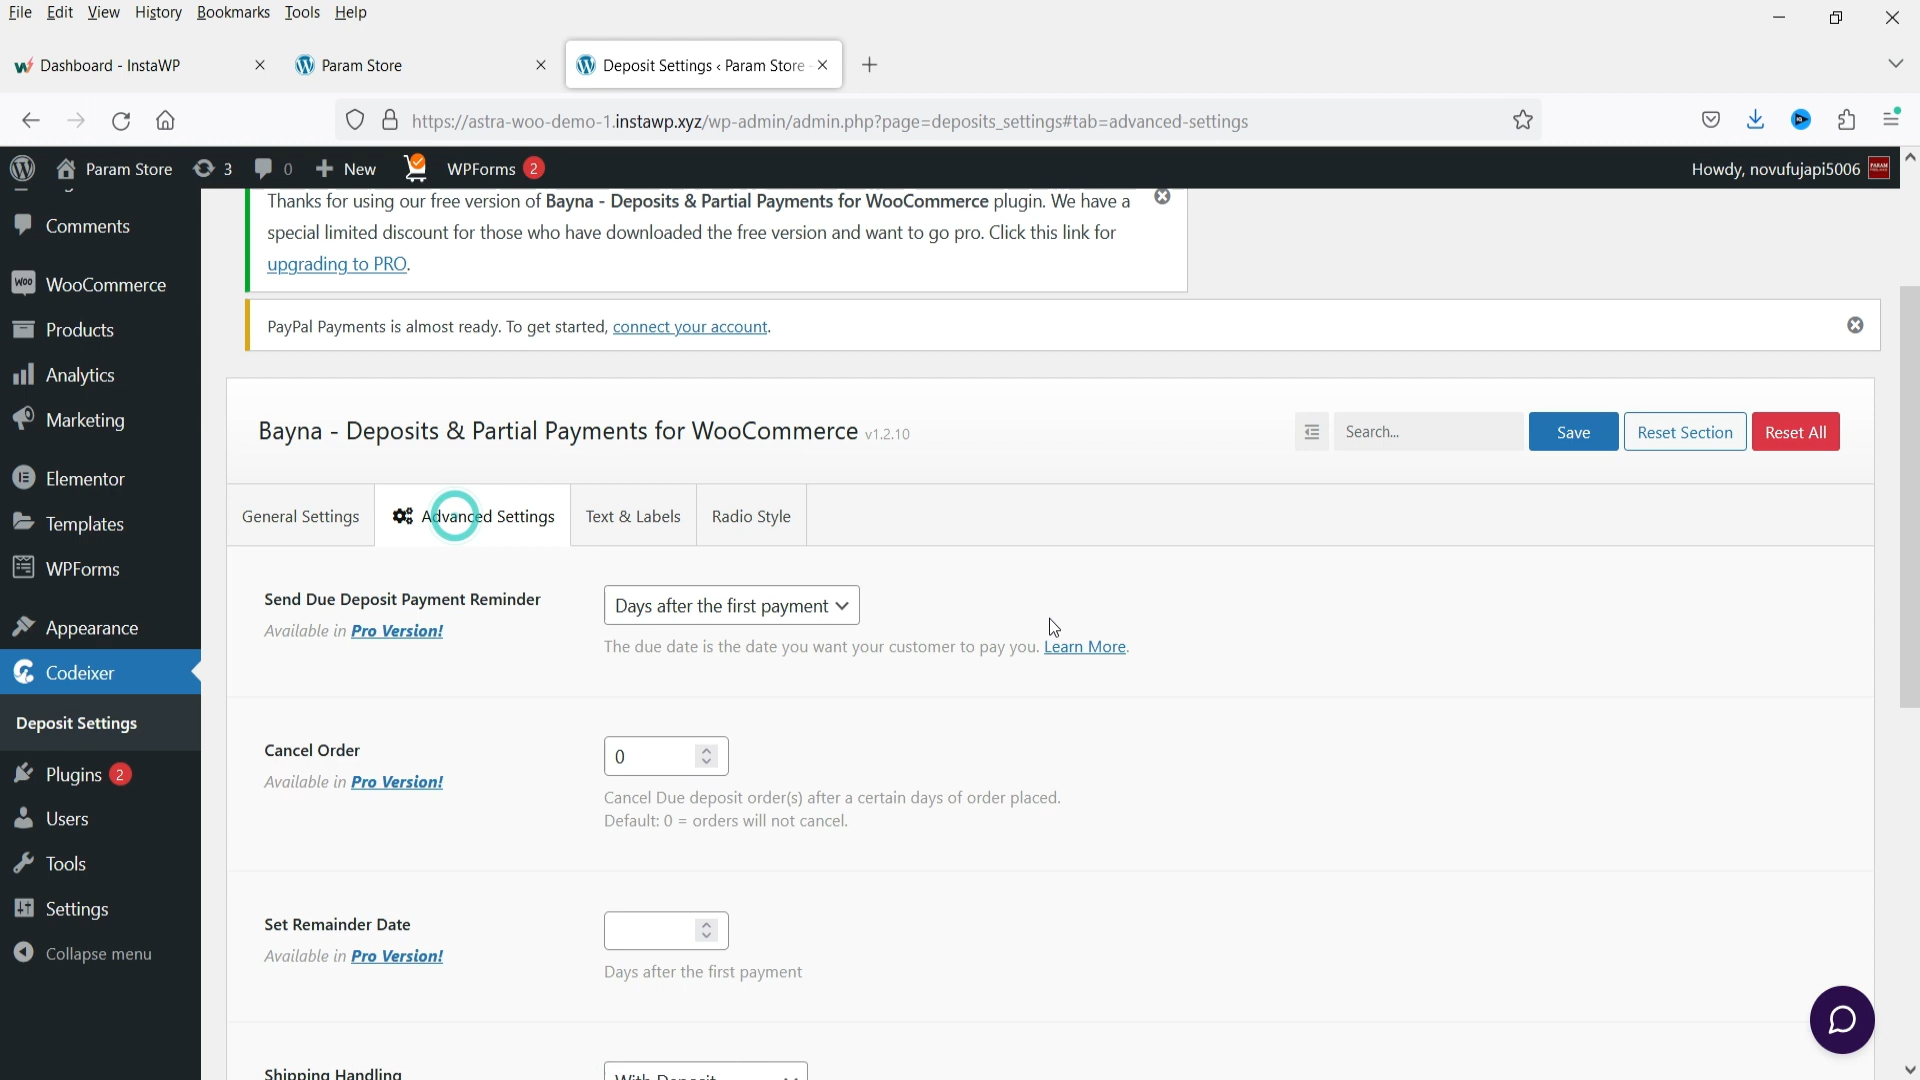 File Edit View History Bookmarks Tools Help
Dashboard - InstaWP
Param Store
Deposit Settings ‹ Param Store
https://astra-woo-demo-1.instawp.xyz/wp-admin/admin.php?page=deposits_settings#tab=advanced-settings
Param Store 3 0 New WPForms 2 Howdy, novufujapi5006
Comments
WooCommerce
Products
Analytics
Marketing
Elementor
Templates
WPForms
Appearance
Codeixer
Deposit Settings
Plugins 2
Users
Tools
Settings
Collapse menu
Thanks for using our free version of Bayna - Deposits & Partial Payments for WooCommerce plugin. We have a
special limited discount for those who have downloaded the free version and want to go pro. Click this link for
upgrading to PRO.
PayPal Payments is almost ready. To get started, connect your account.
Bayna - Deposits & Partial Payments for WooCommerce v1.2.10
Search... Save Reset Section Reset All
General Settings Advanced Settings Text & Labels Radio Style
Send Due Deposit Payment Reminder
Available in Pro Version!
Days after the first payment
The due date is the date you want your customer to pay you. Learn More.
Cancel Order
Available in Pro Version!
0
Cancel Due deposit order(s) after a certain days of order placed.
Default: 0 = orders will not cancel.
Set Remainder Date
Available in Pro Version!
Days after the first payment
Shipping Handling
With Deposit